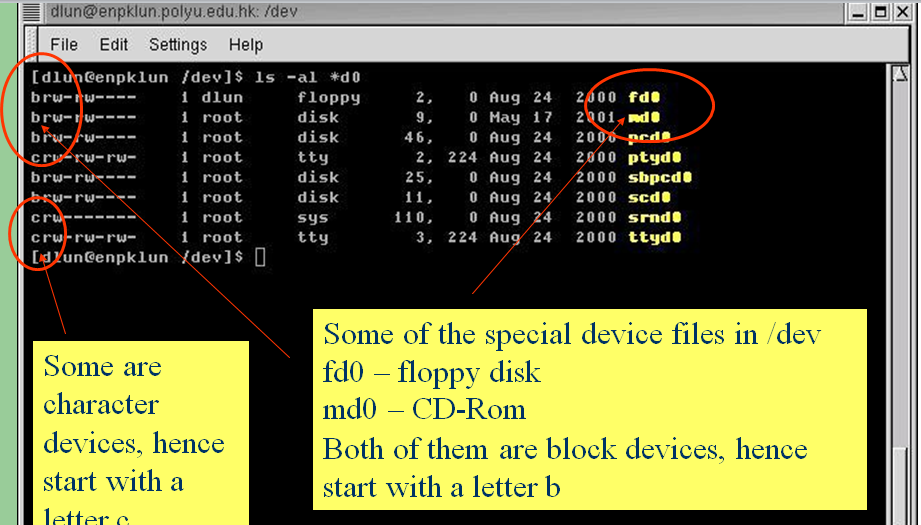 dlun@enpklun.polyu.edu.hk: /dev
File Edit Settings Help
[dlun@enpklun /dev]$ ls -al *d0
brw-rw---- 1 dlun floppy 2, 0 Aug 24 2000 fd0
brw-rw---- 1 root disk 9, 0 May 17 2001 md0
brw-rw---- 1 root disk 46, 0 Aug 24 2000 pcd0
crw-rw-rw- 1 root tty 2, 224 Aug 24 2000 ptyd0
brw-rw---- 1 root disk 25, 0 Aug 24 2000 sbpcd0
brw-rw---- 1 root disk 11, 0 Aug 24 2000 scd0
crw------- 1 root sys 110, 0 Aug 24 2000 srnd0
crw-rw-rw- 1 root tty 3, 224 Aug 24 2000 ttyd0
[dlun@enpklun /dev]$
Some of the special device files in /dev
fd0 – floppy disk
md0 – CD-Rom
Both of them are block devices, hence
start with a letter b
Some are
character
devices, hence
start with a
letter c